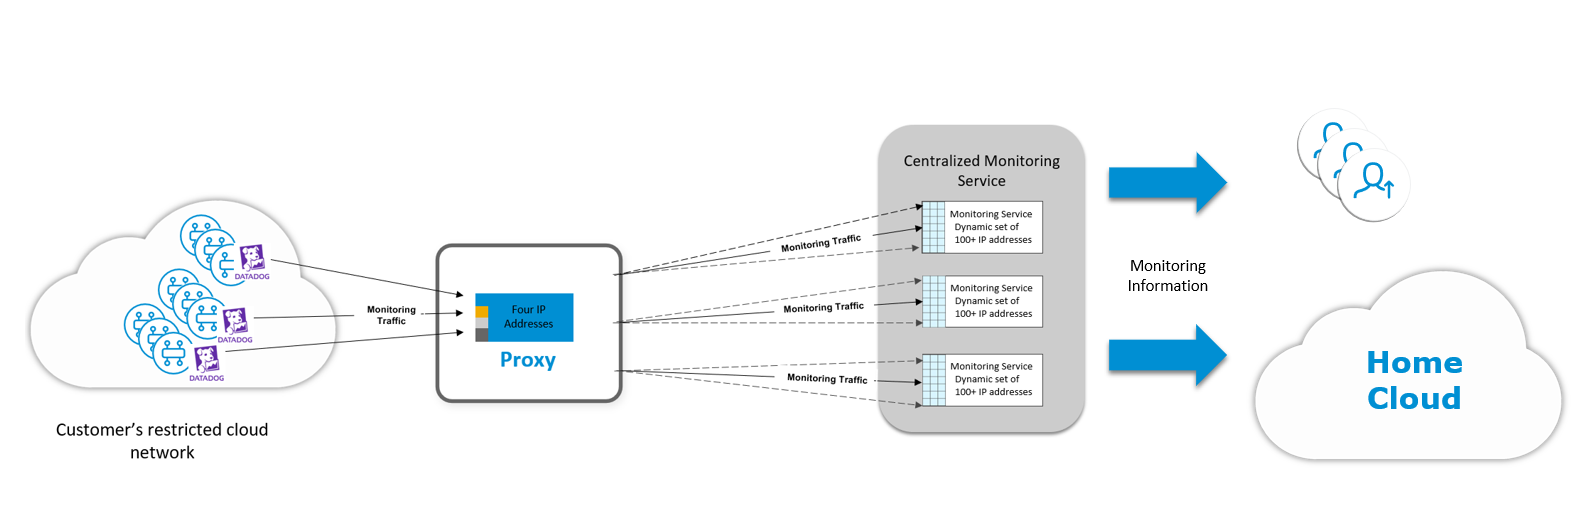 DATADOG
DATADOG
DATADOG
Customer’s restricted cloud
network
Monitoring
Traffic
Four IP
Addresses
Proxy
Monitoring Traffic
Monitoring Traffic
Monitoring Traffic
Centralized Monitoring
Service
Monitoring Service
Dynamic set of
100+ IP addresses
Monitoring Service
Dynamic set of
100+ IP addresses
Monitoring Service
Dynamic set of
100+ IP addresses
Monitoring
Information
Home
Cloud